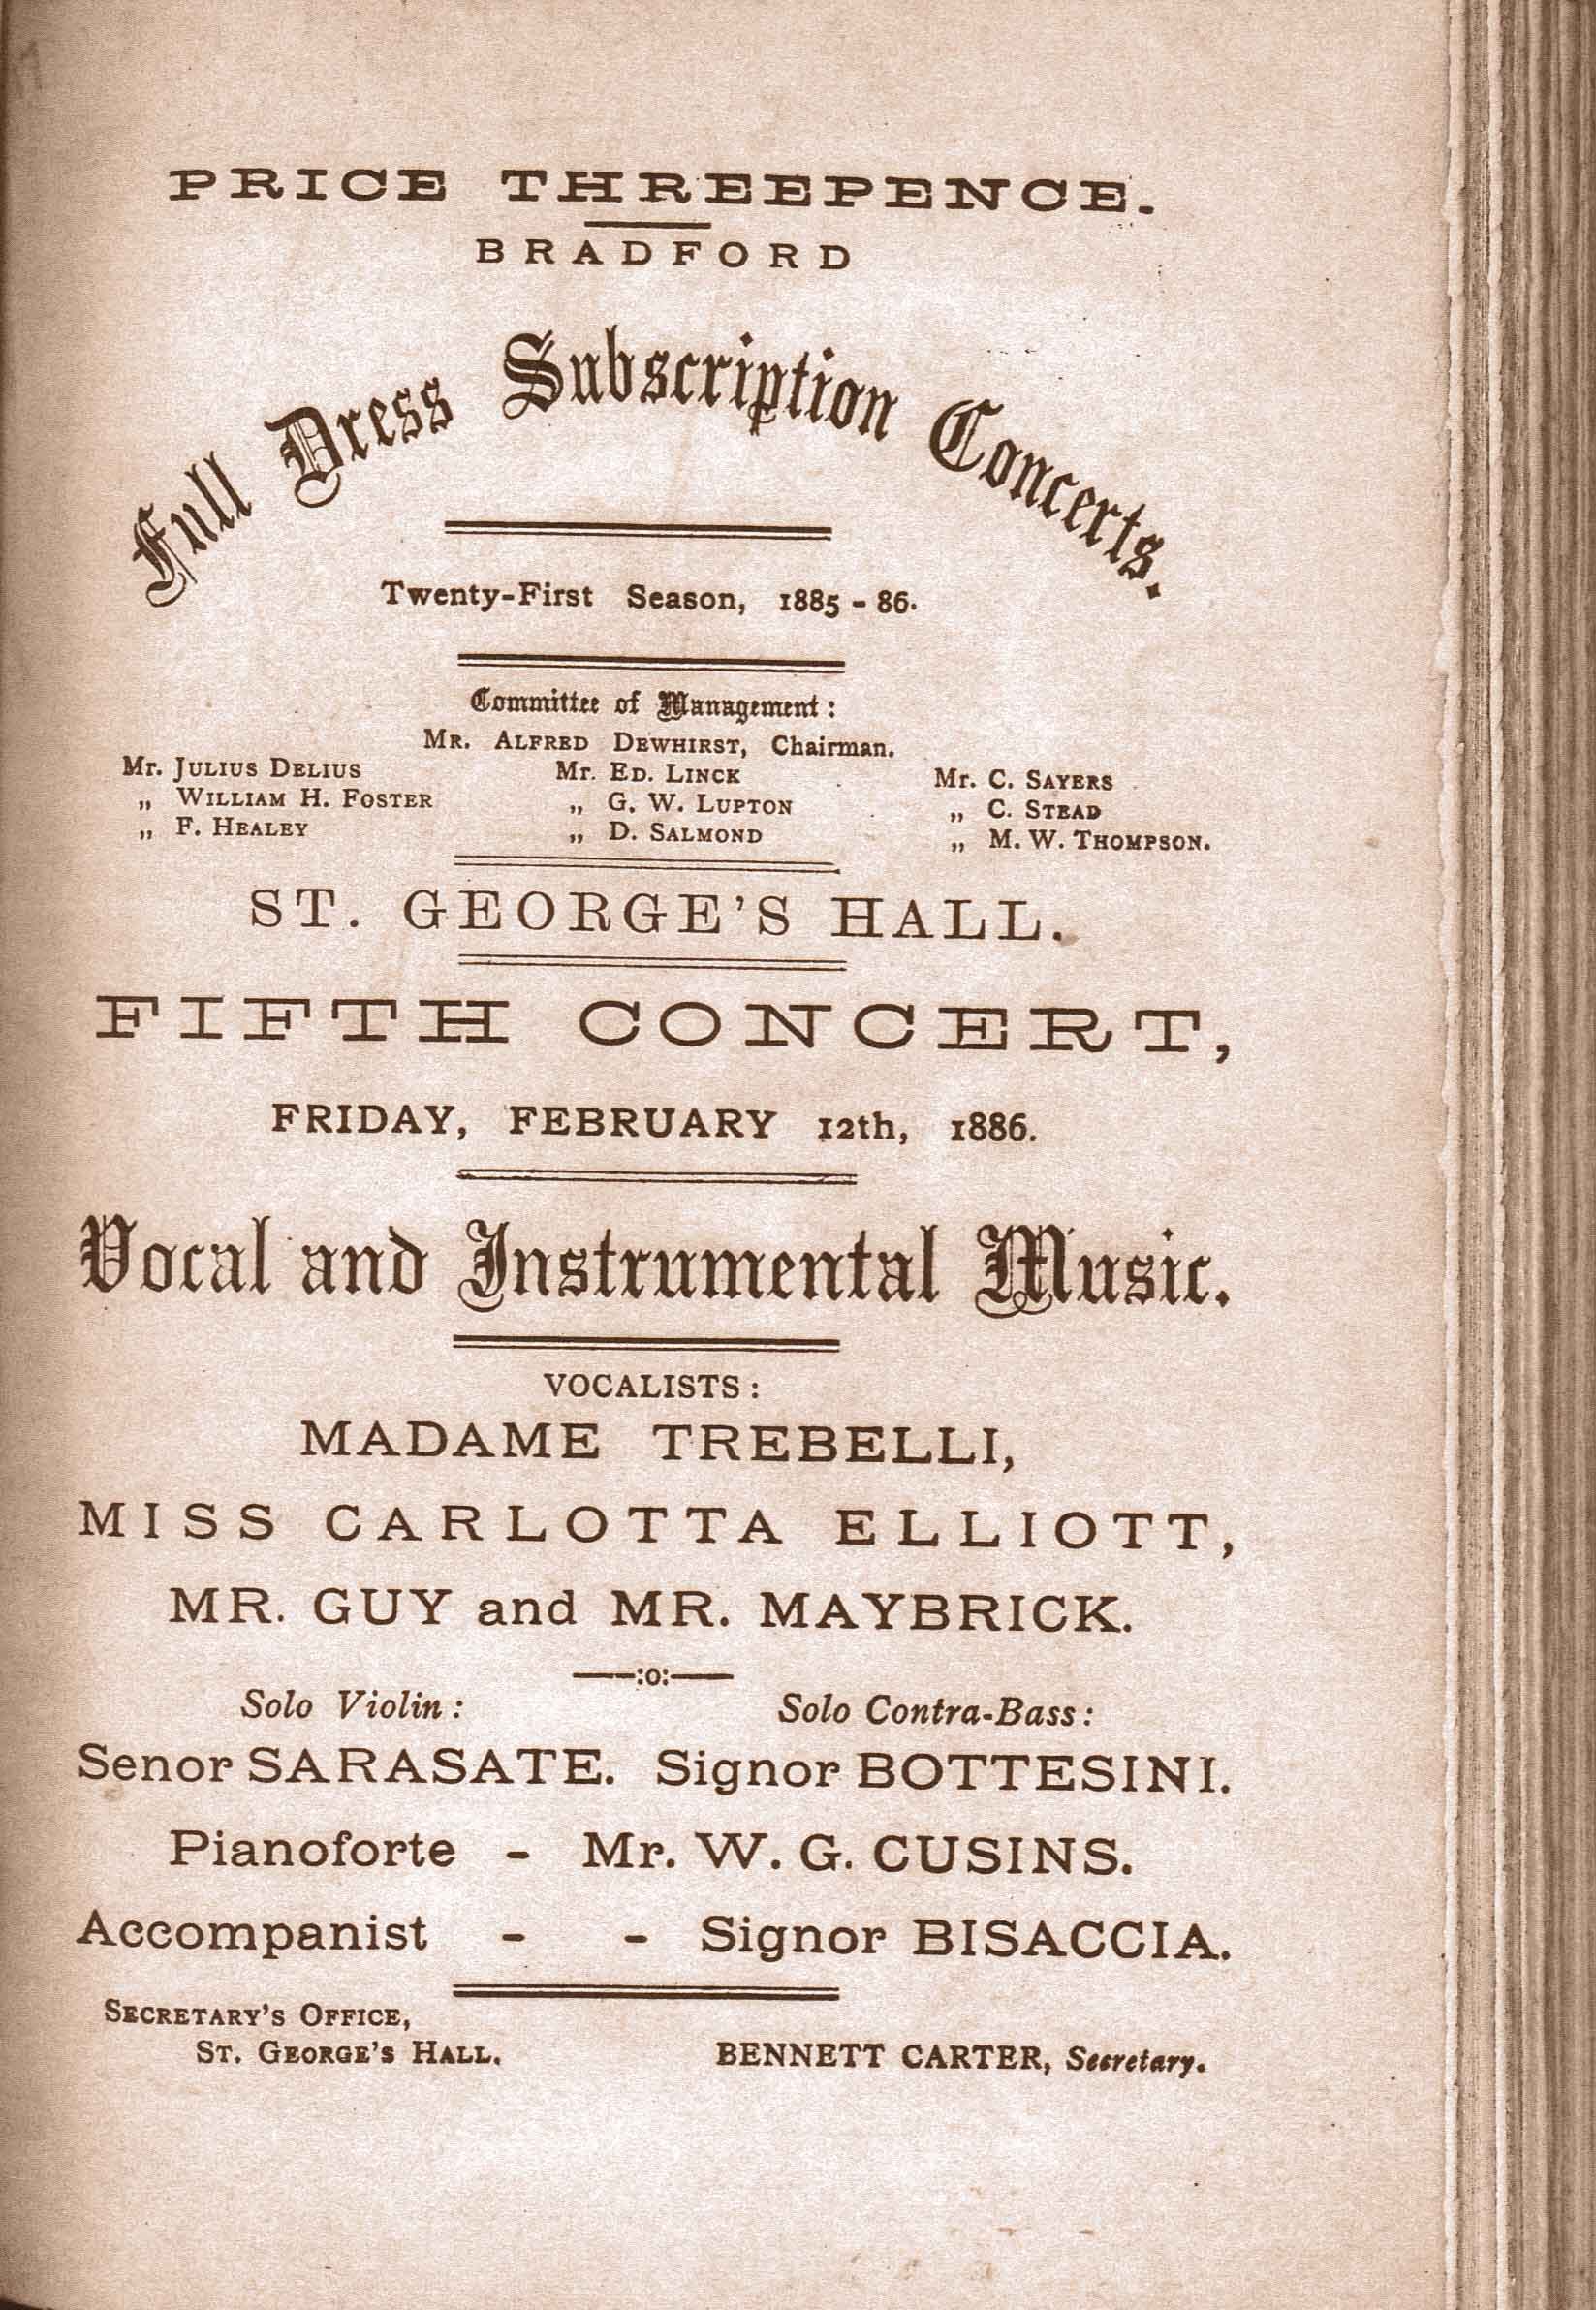 PRICE THREEPENCE.
BRADFORD
Full Dress Subscription Concerts.
Twenty-First Season, 1885-86.
Committee of Management:
Mr. Alfred Dewhirst, Chairman.
Mr. Julius Delius Mr. Ed. Linck Mr. C. Sayers
„ William H. Foster „ G. W. Lupton „ C. Stead
„ F. Healey „ D. Salmond „ M. W. Thompson.
ST. GEORGE'S HALL.
FIFTH CONCERT,
FRIDAY, FEBRUARY 12th, 1886.
Vocal and Instrumental Music.
VOCALISTS:
MADAME TREBELLI,
MISS CARLOTTA ELLIOTT,
MR. GUY and MR. MAYBRICK.
—:o:—
Solo Violin: Solo Contra-Bass:
Senor SARASATE. Signor BOTTESINI.
Pianoforte - Mr. W. G. CUSINS.
Accompanist - - Signor BISACCIA.
Secretary's Office,
St. George's Hall. BENNETT CARTER, Secretary.